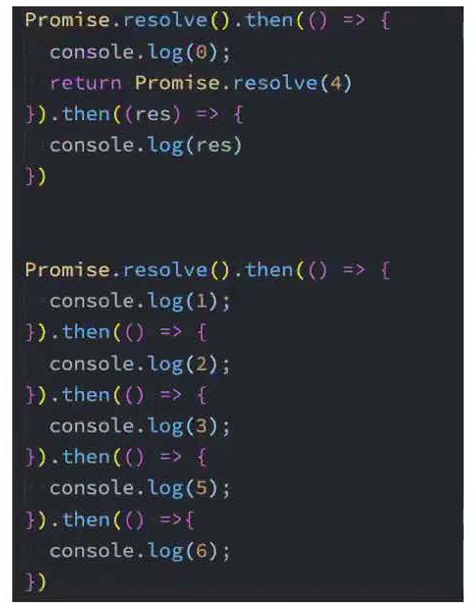 Promise.resolve().then(() => {
  console.log(0);
  return Promise.resolve(4)
}).then((res) => {
  console.log(res)
})
Promise.resolve().then(() => {
  console.log(1);
}).then(() => {
  console.log(2);
}).then(() => {
  console.log(3);
}).then(() => {
  console.log(5);
}).then(() =>{
  console.log(6);
})